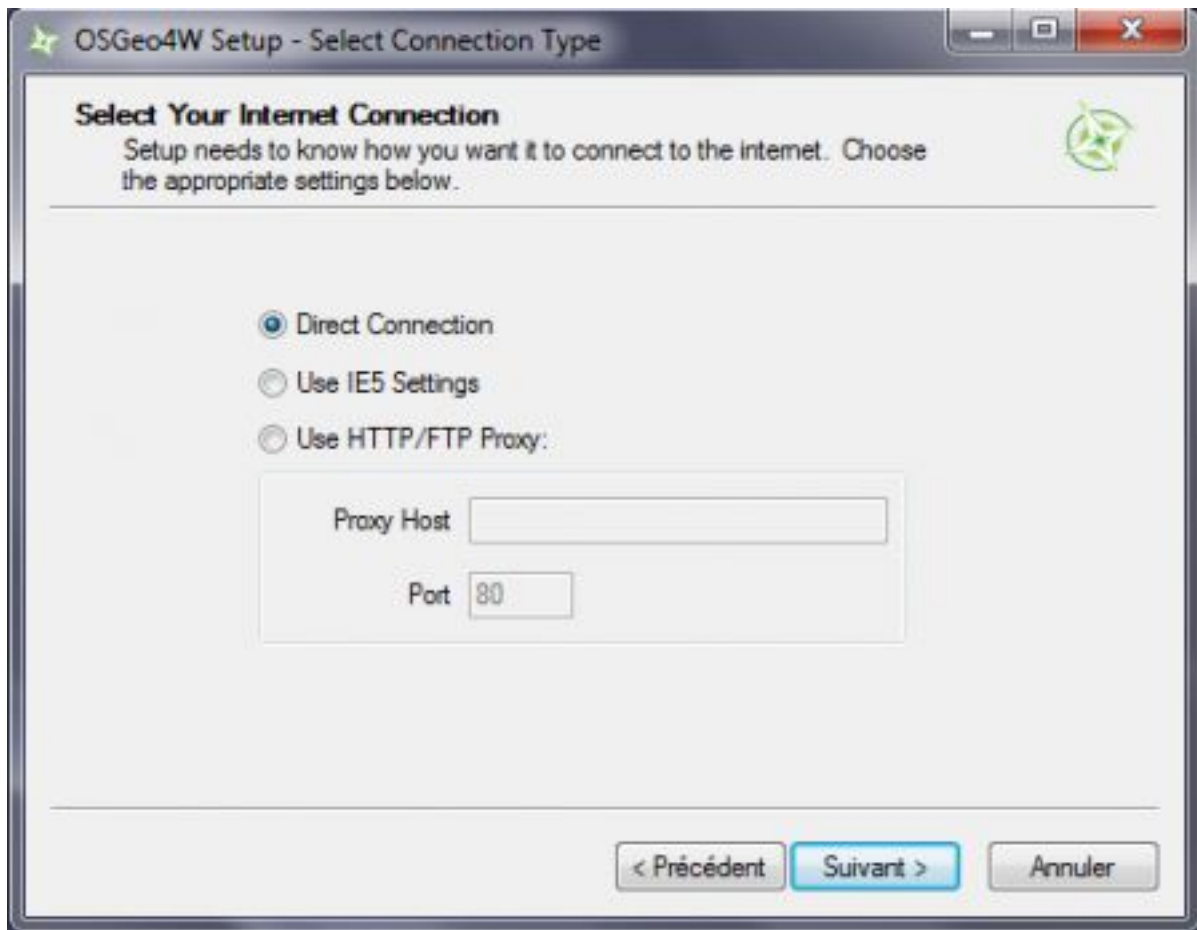 OSGeo4W Setup - Select Connection Type
Select Your Internet Connection
Setup needs to know how you want it to connect to the internet. Choose
the appropriate settings below.
Direct Connection
Use IE5 Settings
Use HTTP/FTP Proxy:
Proxy Host
Port 80
< Précédent Suivant > Annuler